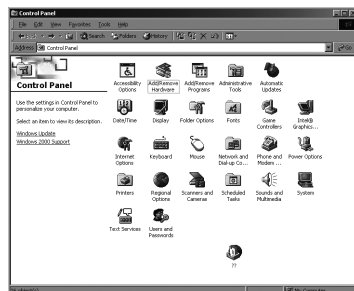 Control Panel
File Edit View Favorites Tools Help
Search Folders History
Address Control Panel
Control Panel
Use the settings in Control Panel to
personalize your computer.
Select an item to view its description.
Windows Update
Windows 2000 Support
Accessibility Options
Add/Remove Hardware
Add/Remove Programs
Administrative Tools
Automatic Updates
Date/Time
Display
Folder Options
Fonts
Game Controllers
Intel® Graphics...
Internet Options
Keyboard
Mouse
Network and Dial-up Co...
Phone and Modem ...
Power Options
Printers
Regional Options
Scanners and Cameras
Scheduled Tasks
Sounds and Multimedia
System
Text Services
Users and Passwords
??
My Computer